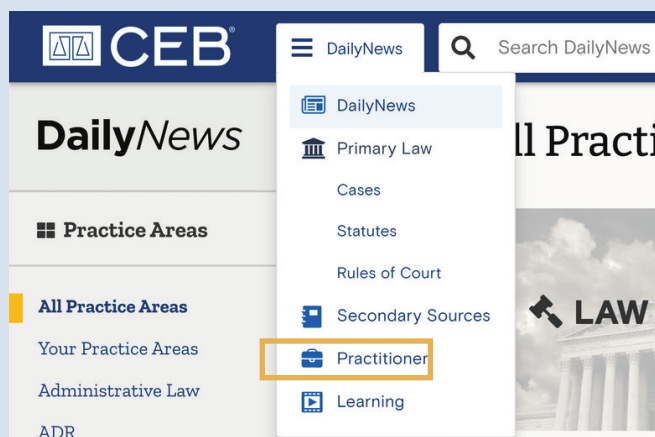 CEB®
DailyNews
Search DailyNews
DailyNews
ll Practi
DailyNews
Primary Law
Cases
Statutes
Rules of Court
Secondary Sources
Practitioner
Learning
Practice Areas
All Practice Areas
Your Practice Areas
Administrative Law
ADR
LAW